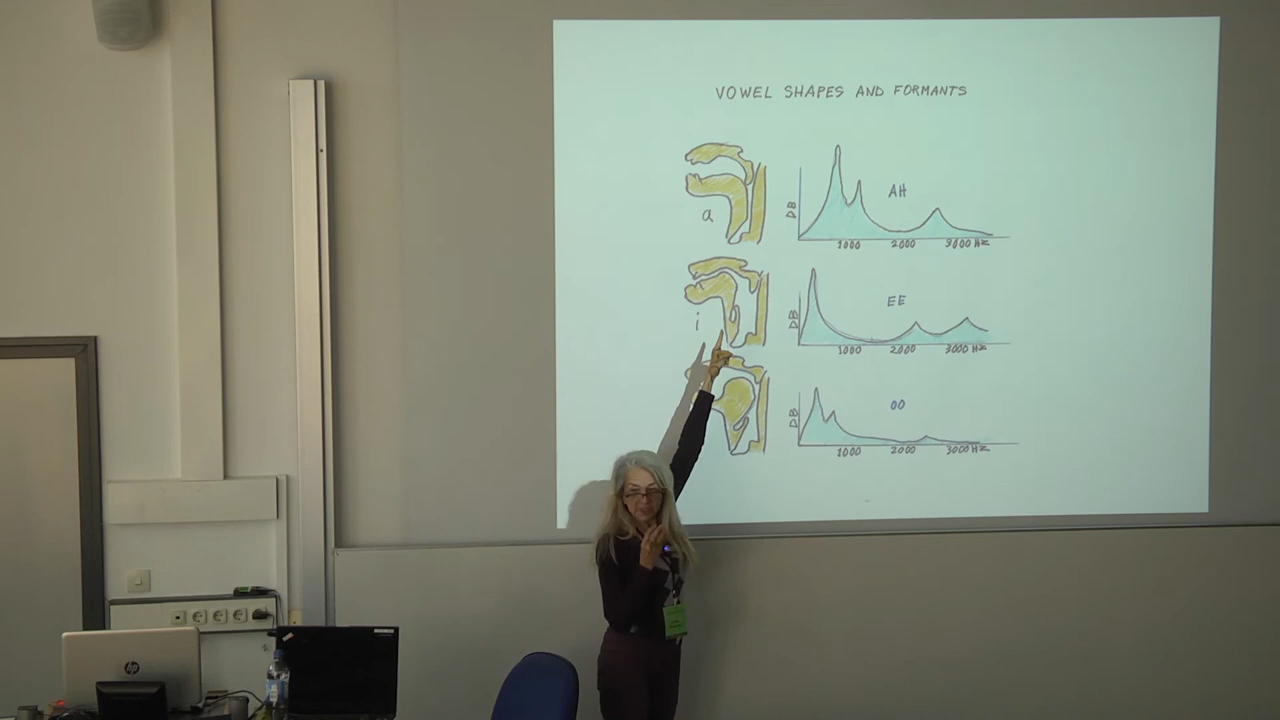 VOWEL SHAPES AND FORMANTS
a
DB
AH
1000 2000 3000 HZ
i
DB
EE
1000 2000 3000 HZ
DB
OO
1000 2000 3000 HZ
hp